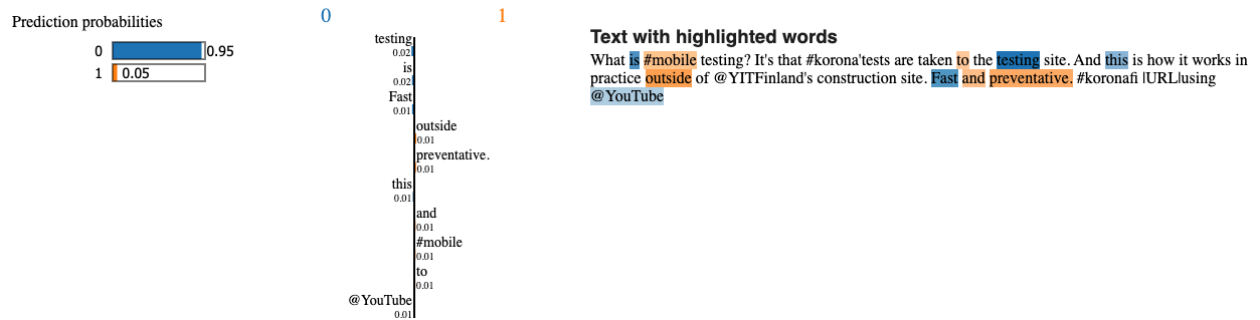 Prediction probabilities
0 0.95
1 0.05
0 1
testing
0.02
is
0.02
Fast
0.01
outside
0.01
preventative.
0.01
this
0.01
and
0.01
#mobile
0.01
to
0.01
@YouTube
0.01
Text with highlighted words
What is #mobile testing? It's that #korona'tests are taken to the testing site. And this is how it works in
practice outside of @YITFinland's construction site. Fast and preventative. #koronafi |URL|using
@YouTube